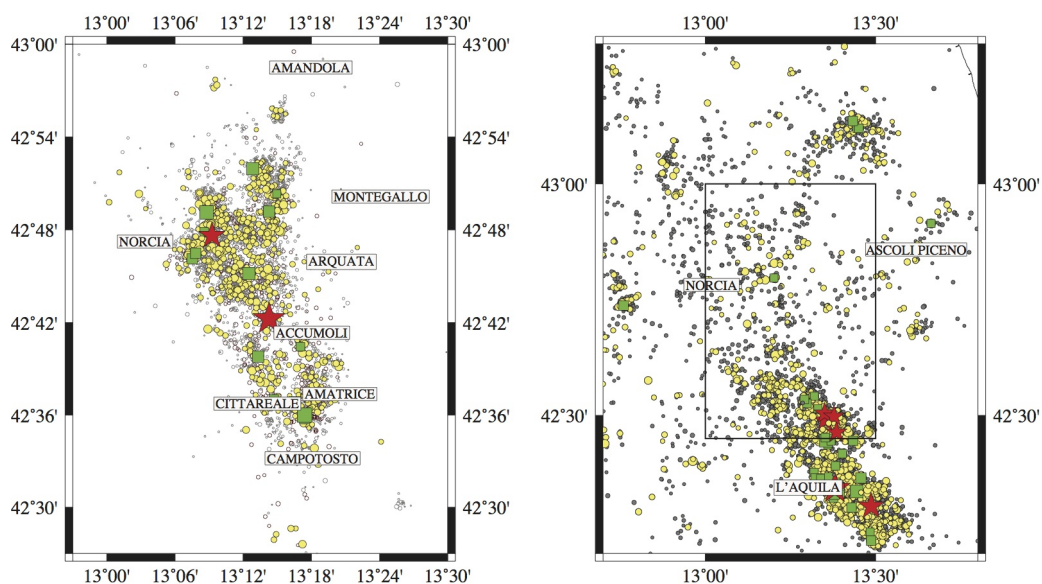 13°00' 13°06' 13°12' 13°18' 13°24' 13°30'
43°00' 43°00'
AMANDOLA
42°54' 42°54'
MONTEGALLO
42°48' 42°48'
NORCIA
ARQUATA
42°42' 42°42'
ACCUMOLI
AMATRICE
CITTAREALE
42°36' 42°36'
CAMPOTOSTO
42°30' 42°30'
13°00' 13°06' 13°12' 13°18' 13°24' 13°30'
13°00' 13°30'
43°00' 43°00'
ASCOLI PICENO
NORCIA
42°30' 42°30'
L'AQUILA
13°00' 13°30'